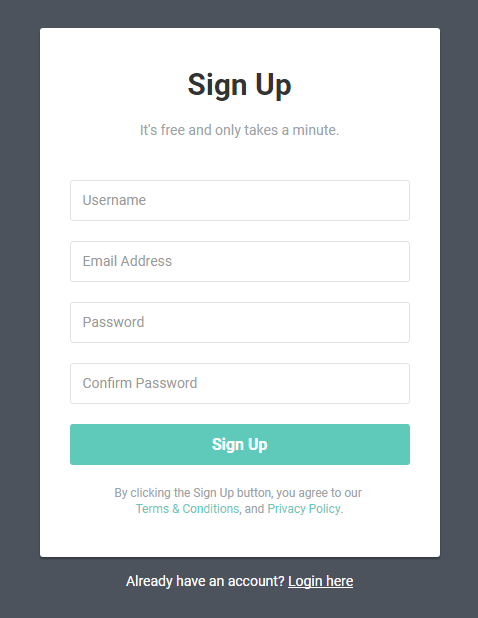 Sign Up
It's free and only takes a minute.
Username
Email Address
Password
Confirm Password
Sign Up
By clicking the Sign Up button, you agree to our
Terms & Conditions, and Privacy Policy.
Already have an account? Login here